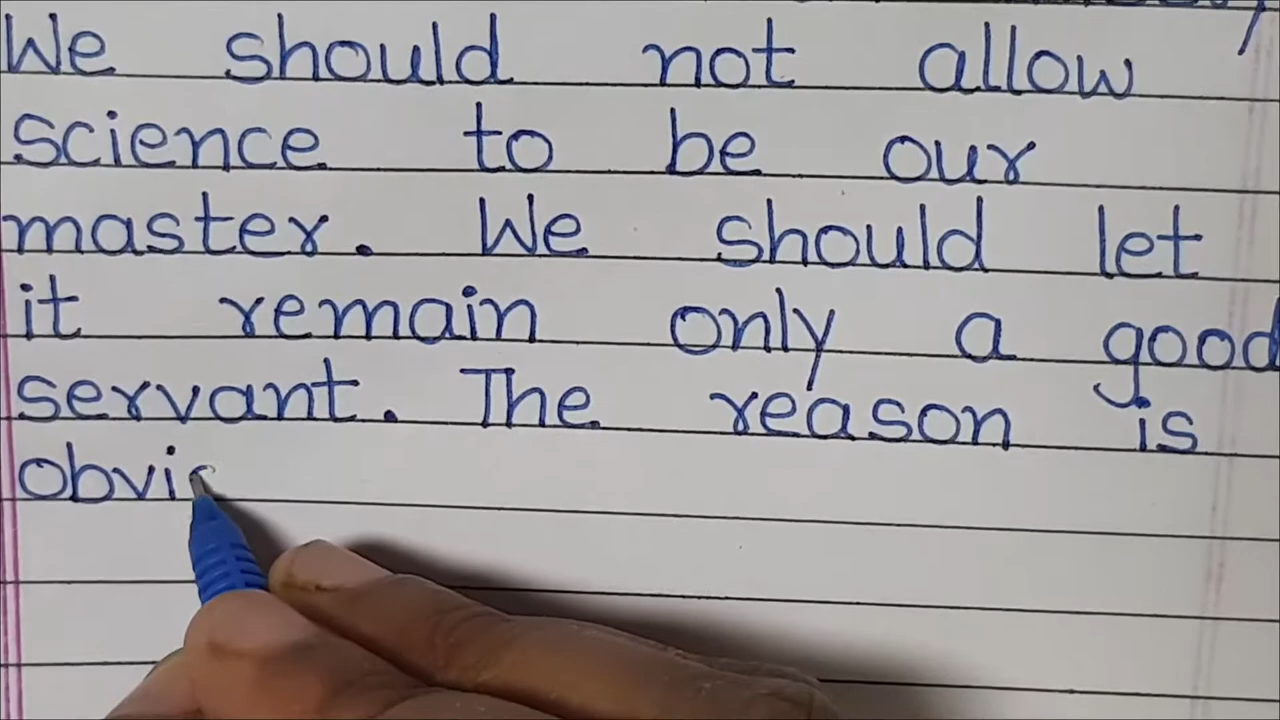 We should not allow
science to be our
master. We should let
it remain only a good
servant. The reason is
obvi